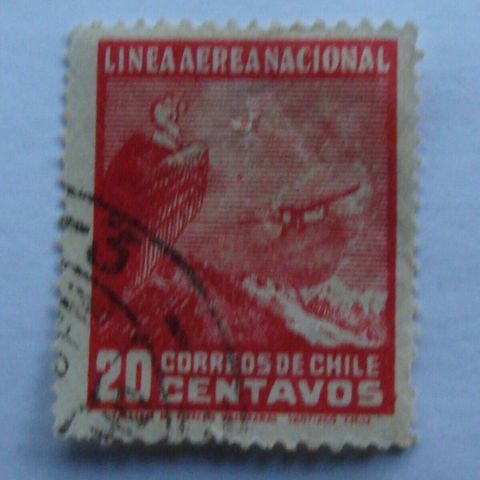 LINEA AEREA NACIONAL
20 CORREOS DE CHILE
CENTAVOS